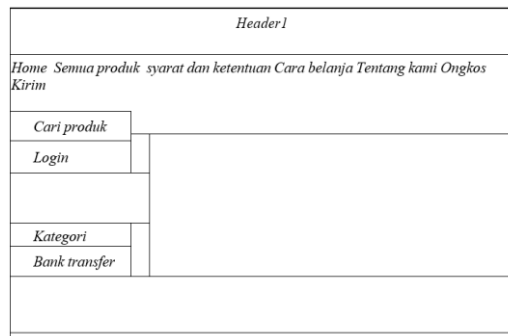 Header1
Home Semua produk syarat dan ketentuan Cara belanja Tentang kami Ongkos
Kirim
Cari produk
Login
Kategori
Bank transfer